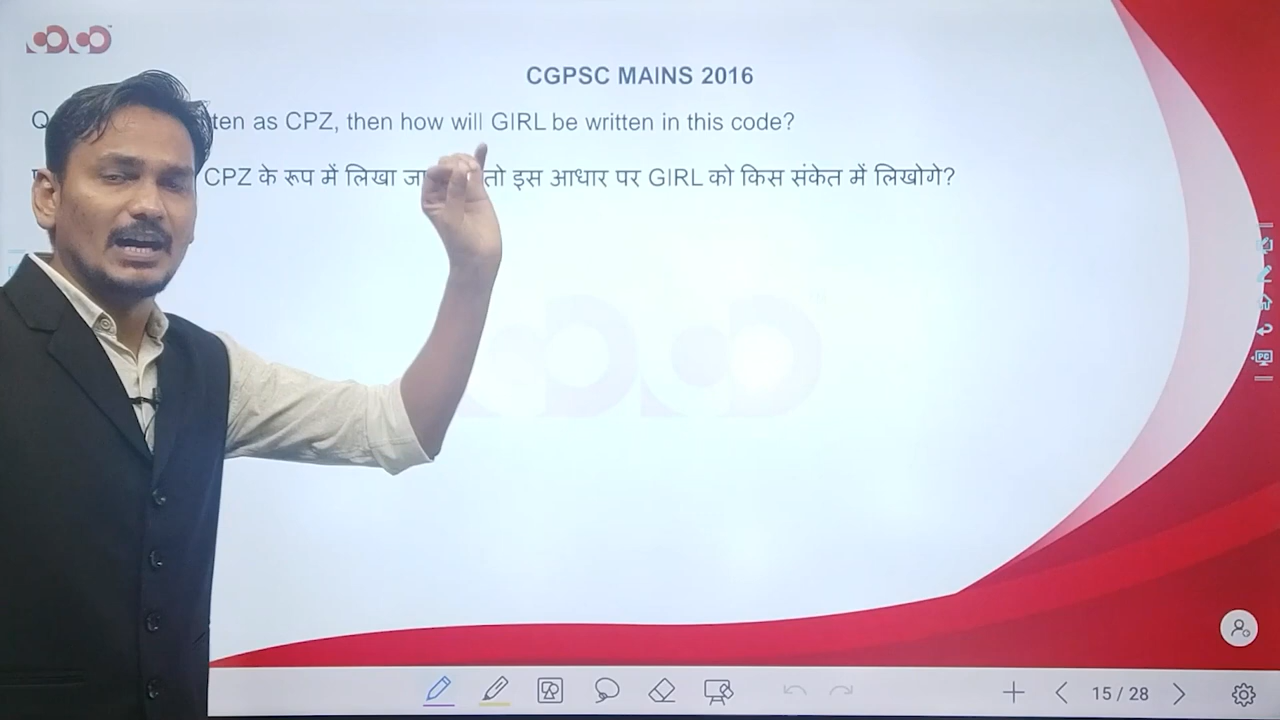 CGPSC MAINS 2016
as CPZ, then how will GIRL be written in this code?
CPZ के रूप में लिखा तो इस आधार पर GIRL को किस संकेत में लिखोगे?
15 / 28